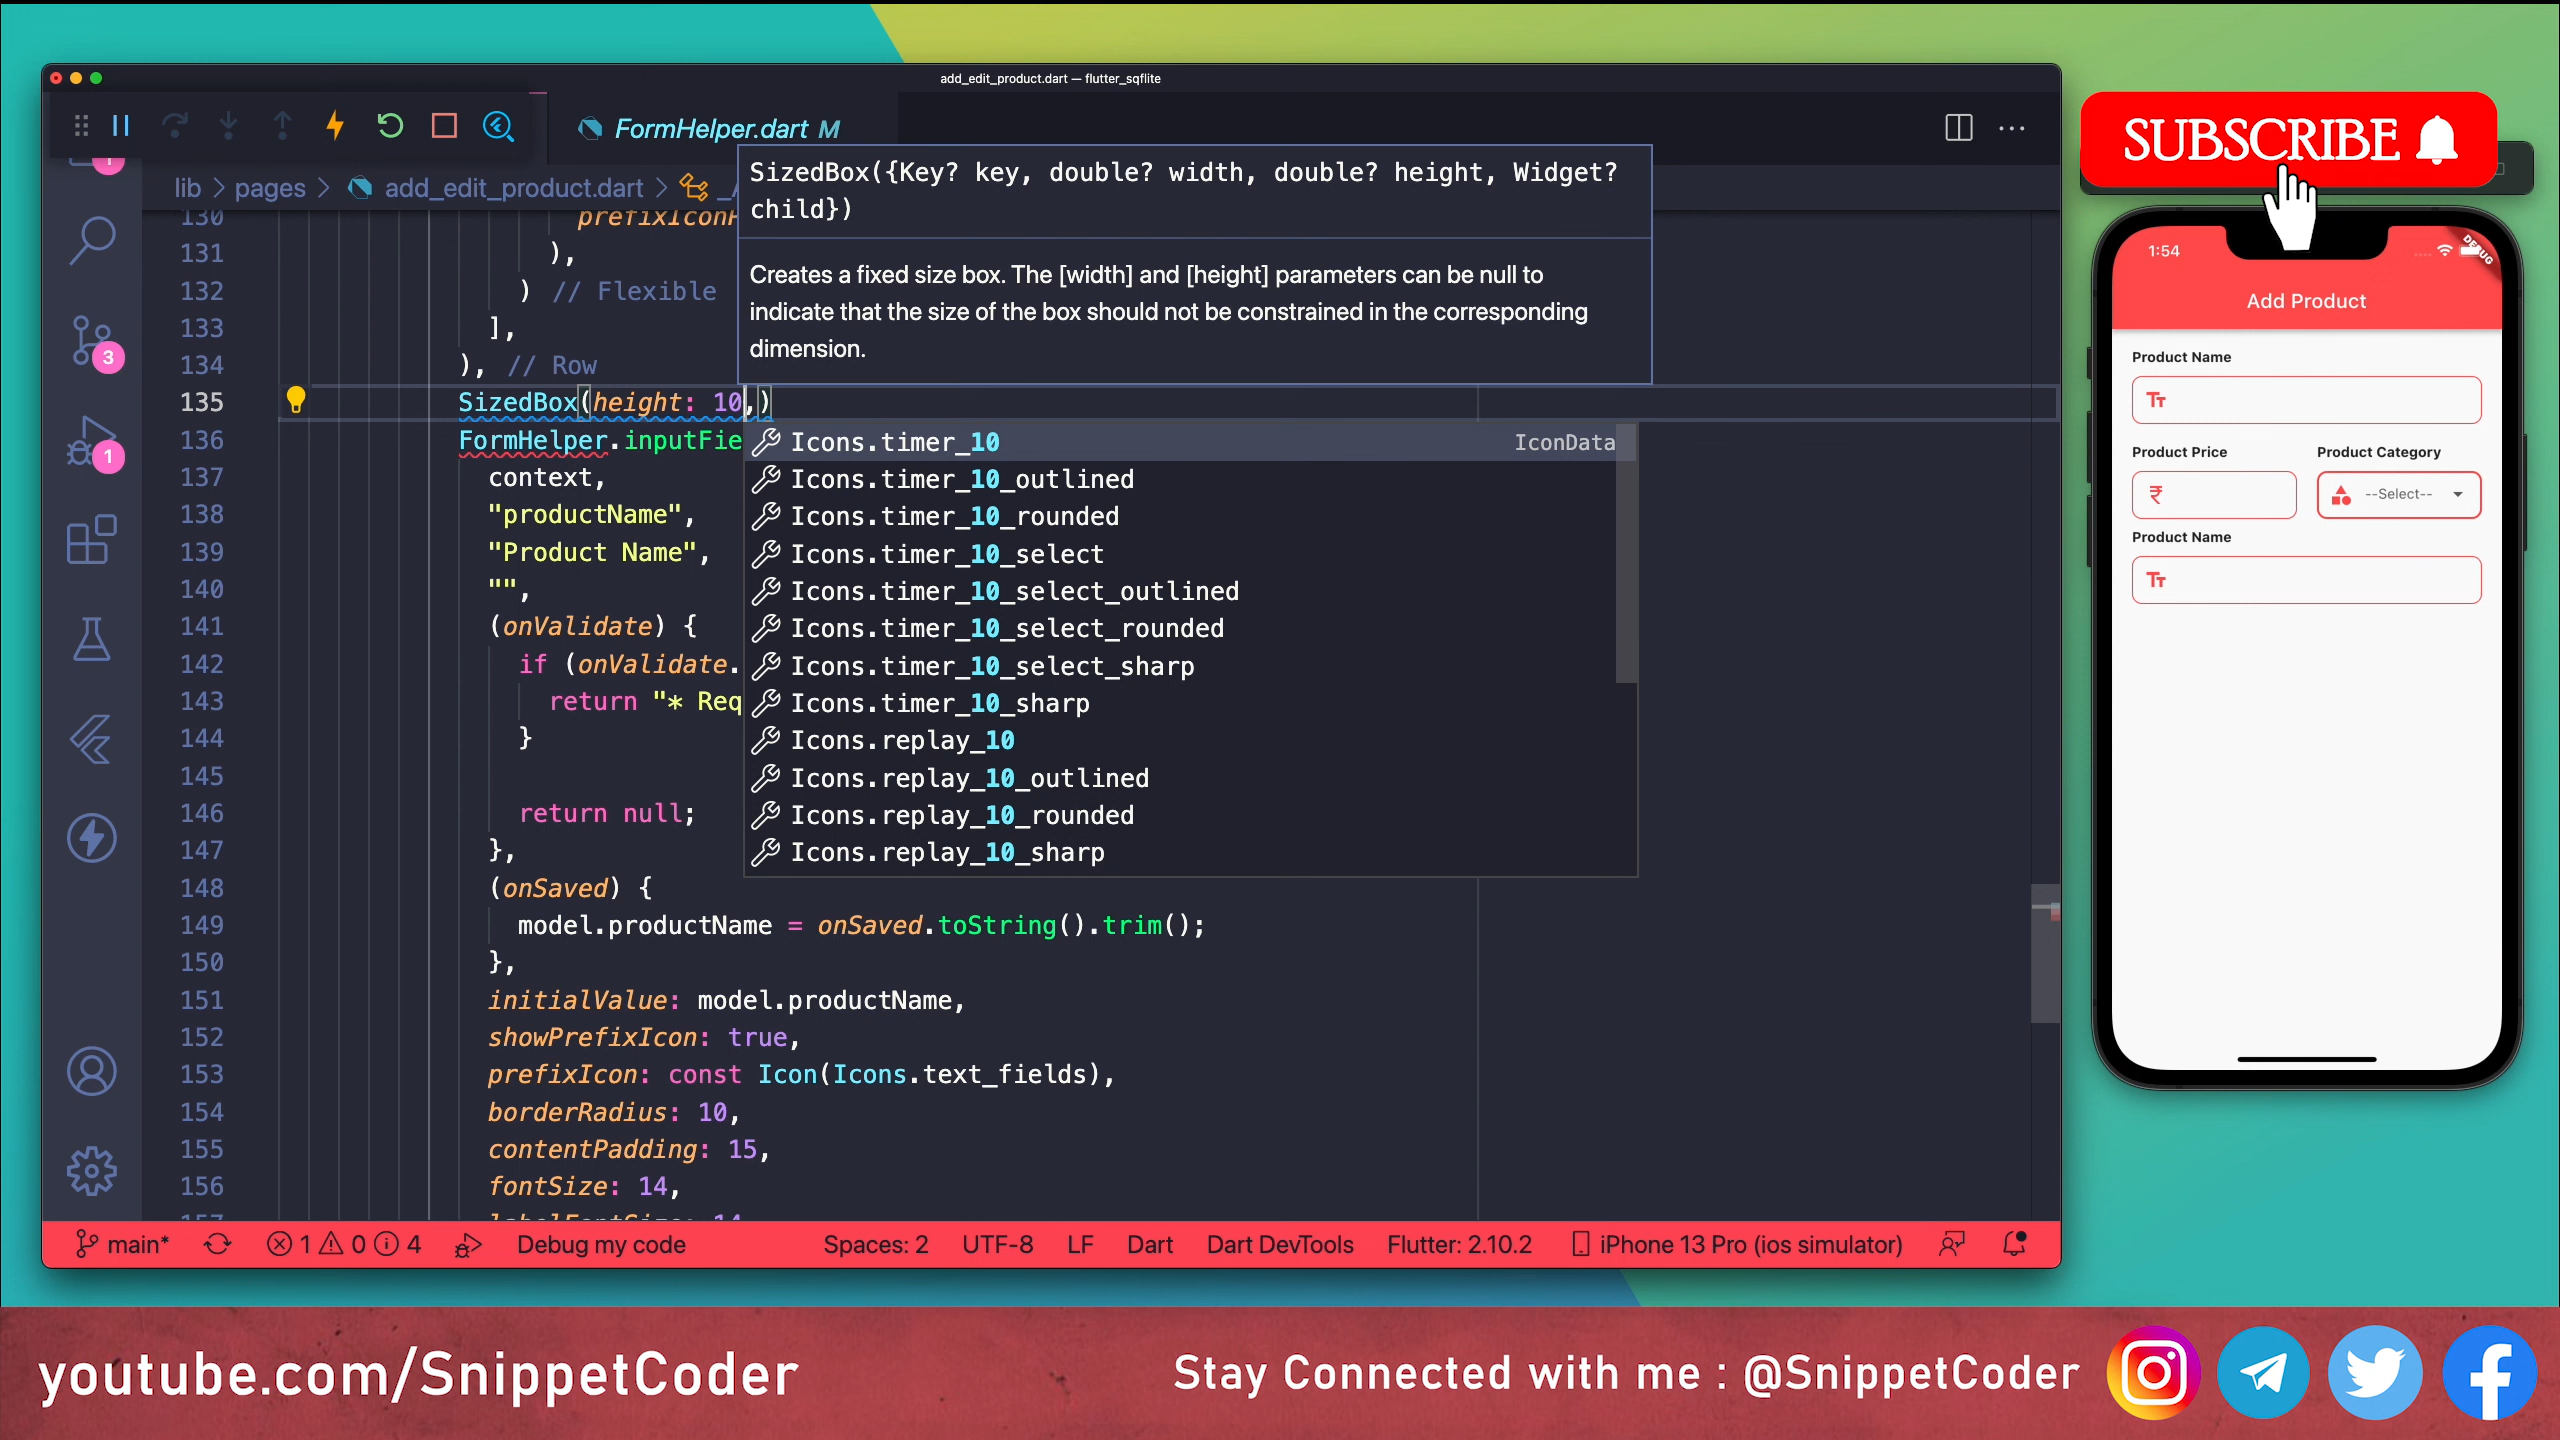 add_edit_product.dart — flutter_sqflite
FormHelper.dart M
lib > pages > add_edit_product.dart >
SizedBox({Key? key, double? width, double? height, Widget?
child})
Creates a fixed size box. The [width] and [height] parameters can be null to
indicate that the size of the box should not be constrained in the corresponding
dimension.
1
3
1
130
131 ),
132 ) // Flexible
133 ],
134 ), // Row
135 SizedBox(height: 10,)
136 FormHelper.inputFie
137 context,
138 "productName",
139 "Product Name",
140 "",
141 (onValidate) {
142 if (onValidate.
143 return "* Req
144 }
145
146 return null;
147 },
148 (onSaved) {
149 model.productName = onSaved.toString().trim();
150 },
151 initialValue: model.productName,
152 showPrefixIcon: true,
153 prefixIcon: const Icon(Icons.text_fields),
154 borderRadius: 10,
155 contentPadding: 15,
156 fontSize: 14,
Icons.timer_10 IconData
Icons.timer_10_outlined
Icons.timer_10_rounded
Icons.timer_10_select
Icons.timer_10_select_outlined
Icons.timer_10_select_rounded
Icons.timer_10_select_sharp
Icons.timer_10_sharp
Icons.replay_10
Icons.replay_10_outlined
Icons.replay_10_rounded
Icons.replay_10_sharp
main* 1 0 4 Debug my code Spaces: 2 UTF-8 LF Dart Dart DevTools Flutter: 2.10.2 iPhone 13 Pro (ios simulator)
SUBSCRIBE
1:54
DEBUG
Add Product
Product Name
Product Price Product Category
₹ --Select--
Product Name
youtube.com/SnippetCoder
Stay Connected with me : @SnippetCoder